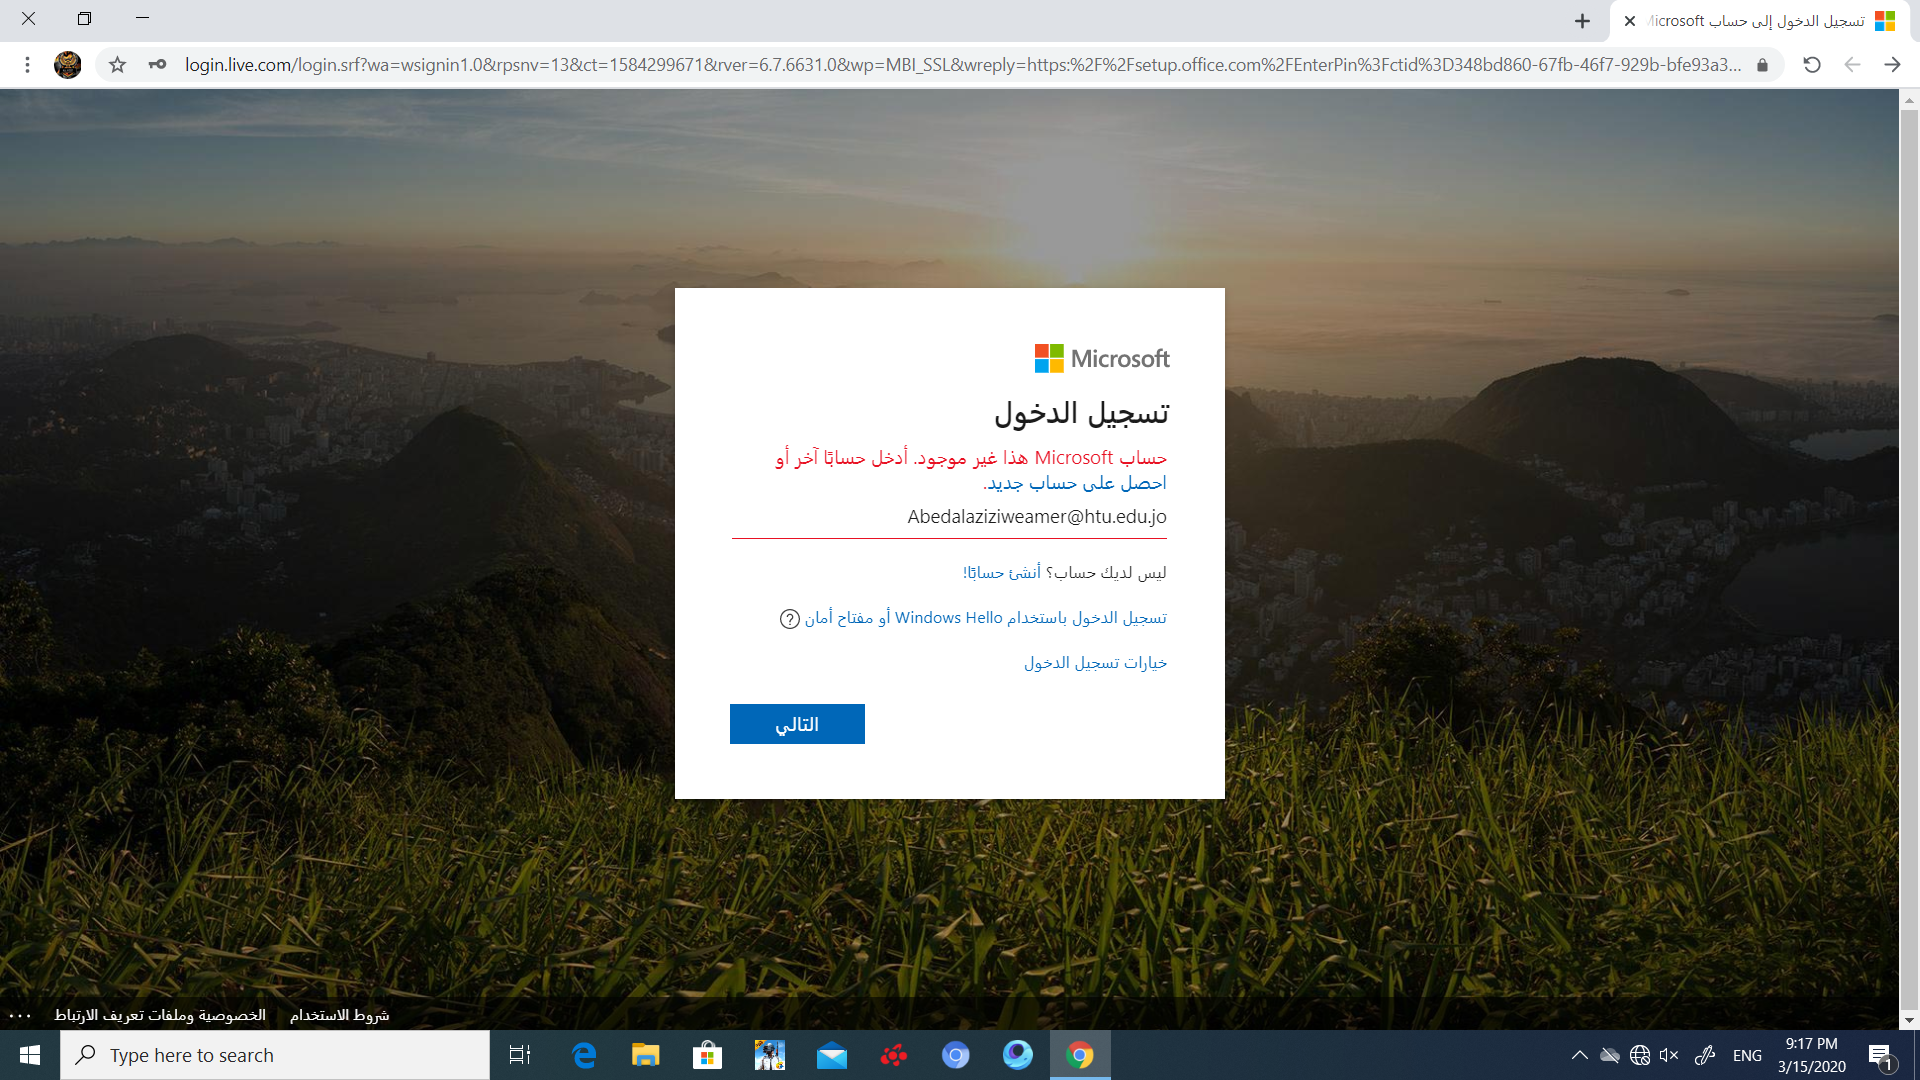 تسجيل الدخول إلى حساب Microsoft
login.live.com/login.srf?wa=wsignin1.0&rpsnv=13&ct=1584299671&rver=6.7.6631.0&wp=MBI_SSL&wreply=https:%2F%2Fsetup.office.com%2FEnterPin%3Fctid%3D348bd860-67fb-46f7-929b-bfe93a3...
Microsoft
تسجيل الدخول
حساب Microsoft هذا غير موجود. أدخل حسابًا آخر أو
احصل على حساب جديد.
Abedalaziziweamer@htu.edu.jo
ليس لديك حساب؟ أنشئ حسابًا!
تسجيل الدخول باستخدام Windows Hello أو مفتاح أمان
خيارات تسجيل الدخول
التالي
شروط الاستخدام الخصوصية وملفات تعريف الارتباط ...
Type here to search
ENG
9:17 PM
3/15/2020
1